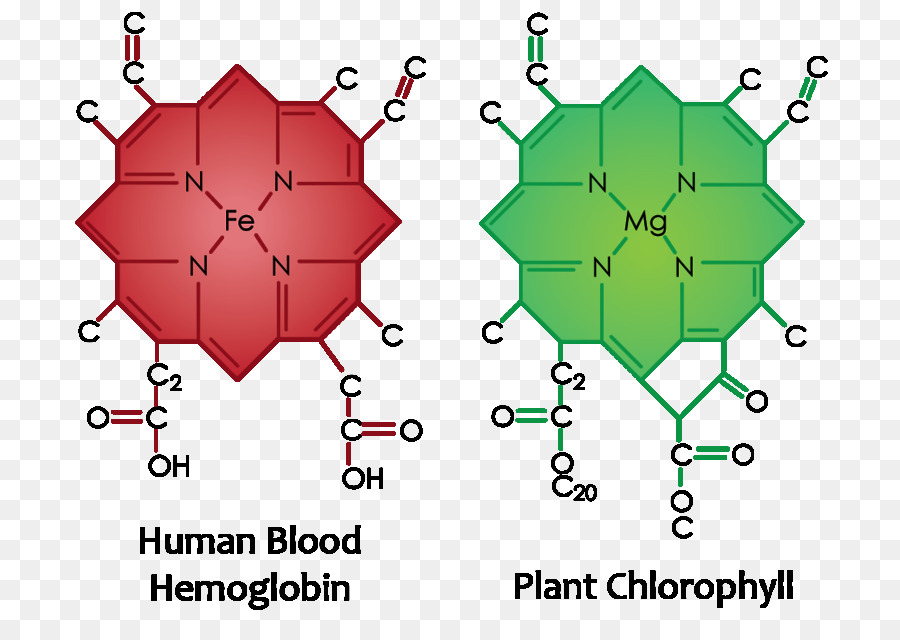 C C
C C C C
C C C C
C C
N N N N
Fe Mg
N N N N
C C C C
C₂ C C₂ O
O C C O O C C O
OH OH O C₂₀ O
C
Human Blood
Hemoglobin
Plant Chlorophyll